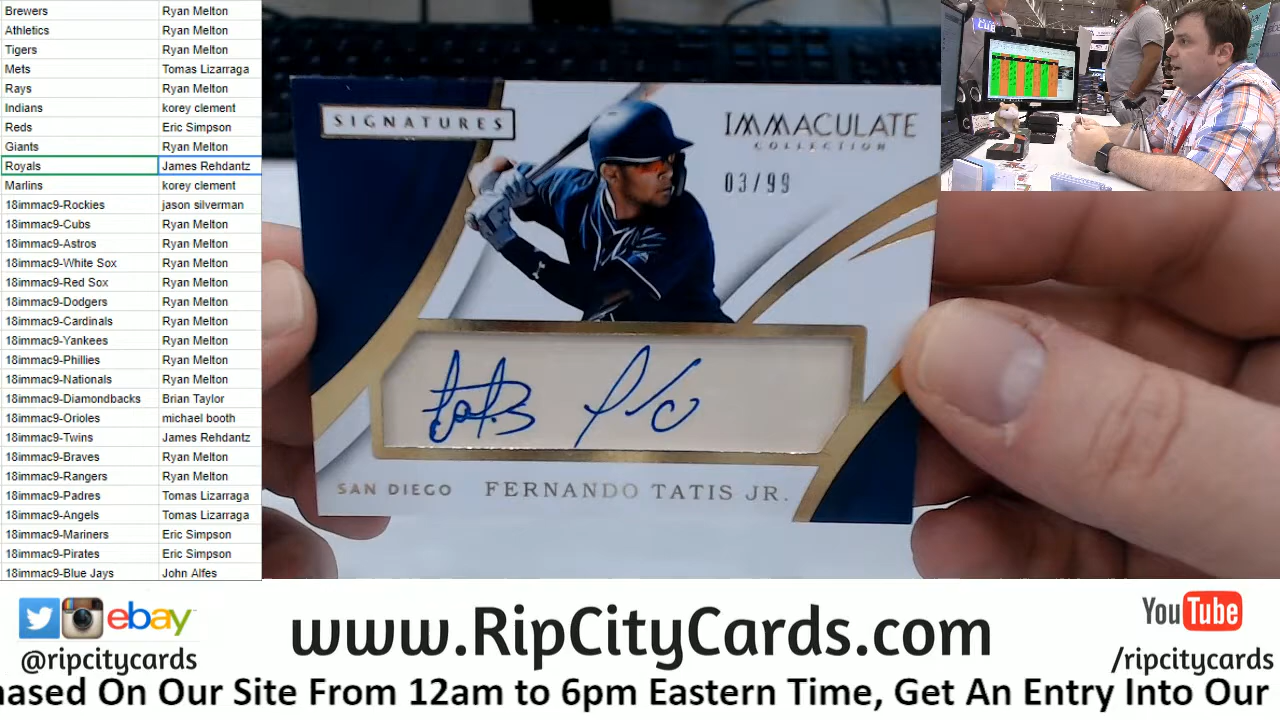 Brewers Ryan Melton
Athletics Ryan Melton
Tigers Ryan Melton
Mets Tomas Lizarraga
Rays Ryan Melton
Indians korey clement
Reds Eric Simpson
Giants Ryan Melton
Royals James Rehdantz
Marlins korey clement
18immac9-Rockies jason silverman
18immac9-Cubs Ryan Melton
18immac9-Astros Ryan Melton
18immac9-White Sox Ryan Melton
18immac9-Red Sox Ryan Melton
18immac9-Dodgers Ryan Melton
18immac9-Cardinals Ryan Melton
18immac9-Yankees Ryan Melton
18immac9-Phillies Ryan Melton
18immac9-Nationals Ryan Melton
18immac9-Diamondbacks Brian Taylor
18immac9-Orioles michael booth
18immac9-Twins James Rehdantz
18immac9-Braves Ryan Melton
18immac9-Rangers Ryan Melton
18immac9-Padres Tomas Lizarraga
18immac9-Angels Tomas Lizarraga
18immac9-Mariners Eric Simpson
18immac9-Pirates Eric Simpson
18immac9-Blue Jays John Alfes
SIGNATURES
IMMACULATE
COLLECTION
03/99
Tatis Jr
SAN DIEGO FERNANDO TATIS JR.
ebay
@ripcitycards
www.RipCityCards.com
YouTube
/ripcitycards
ased On Our Site From 12am to 6pm Eastern Time, Get An Entry Into Our